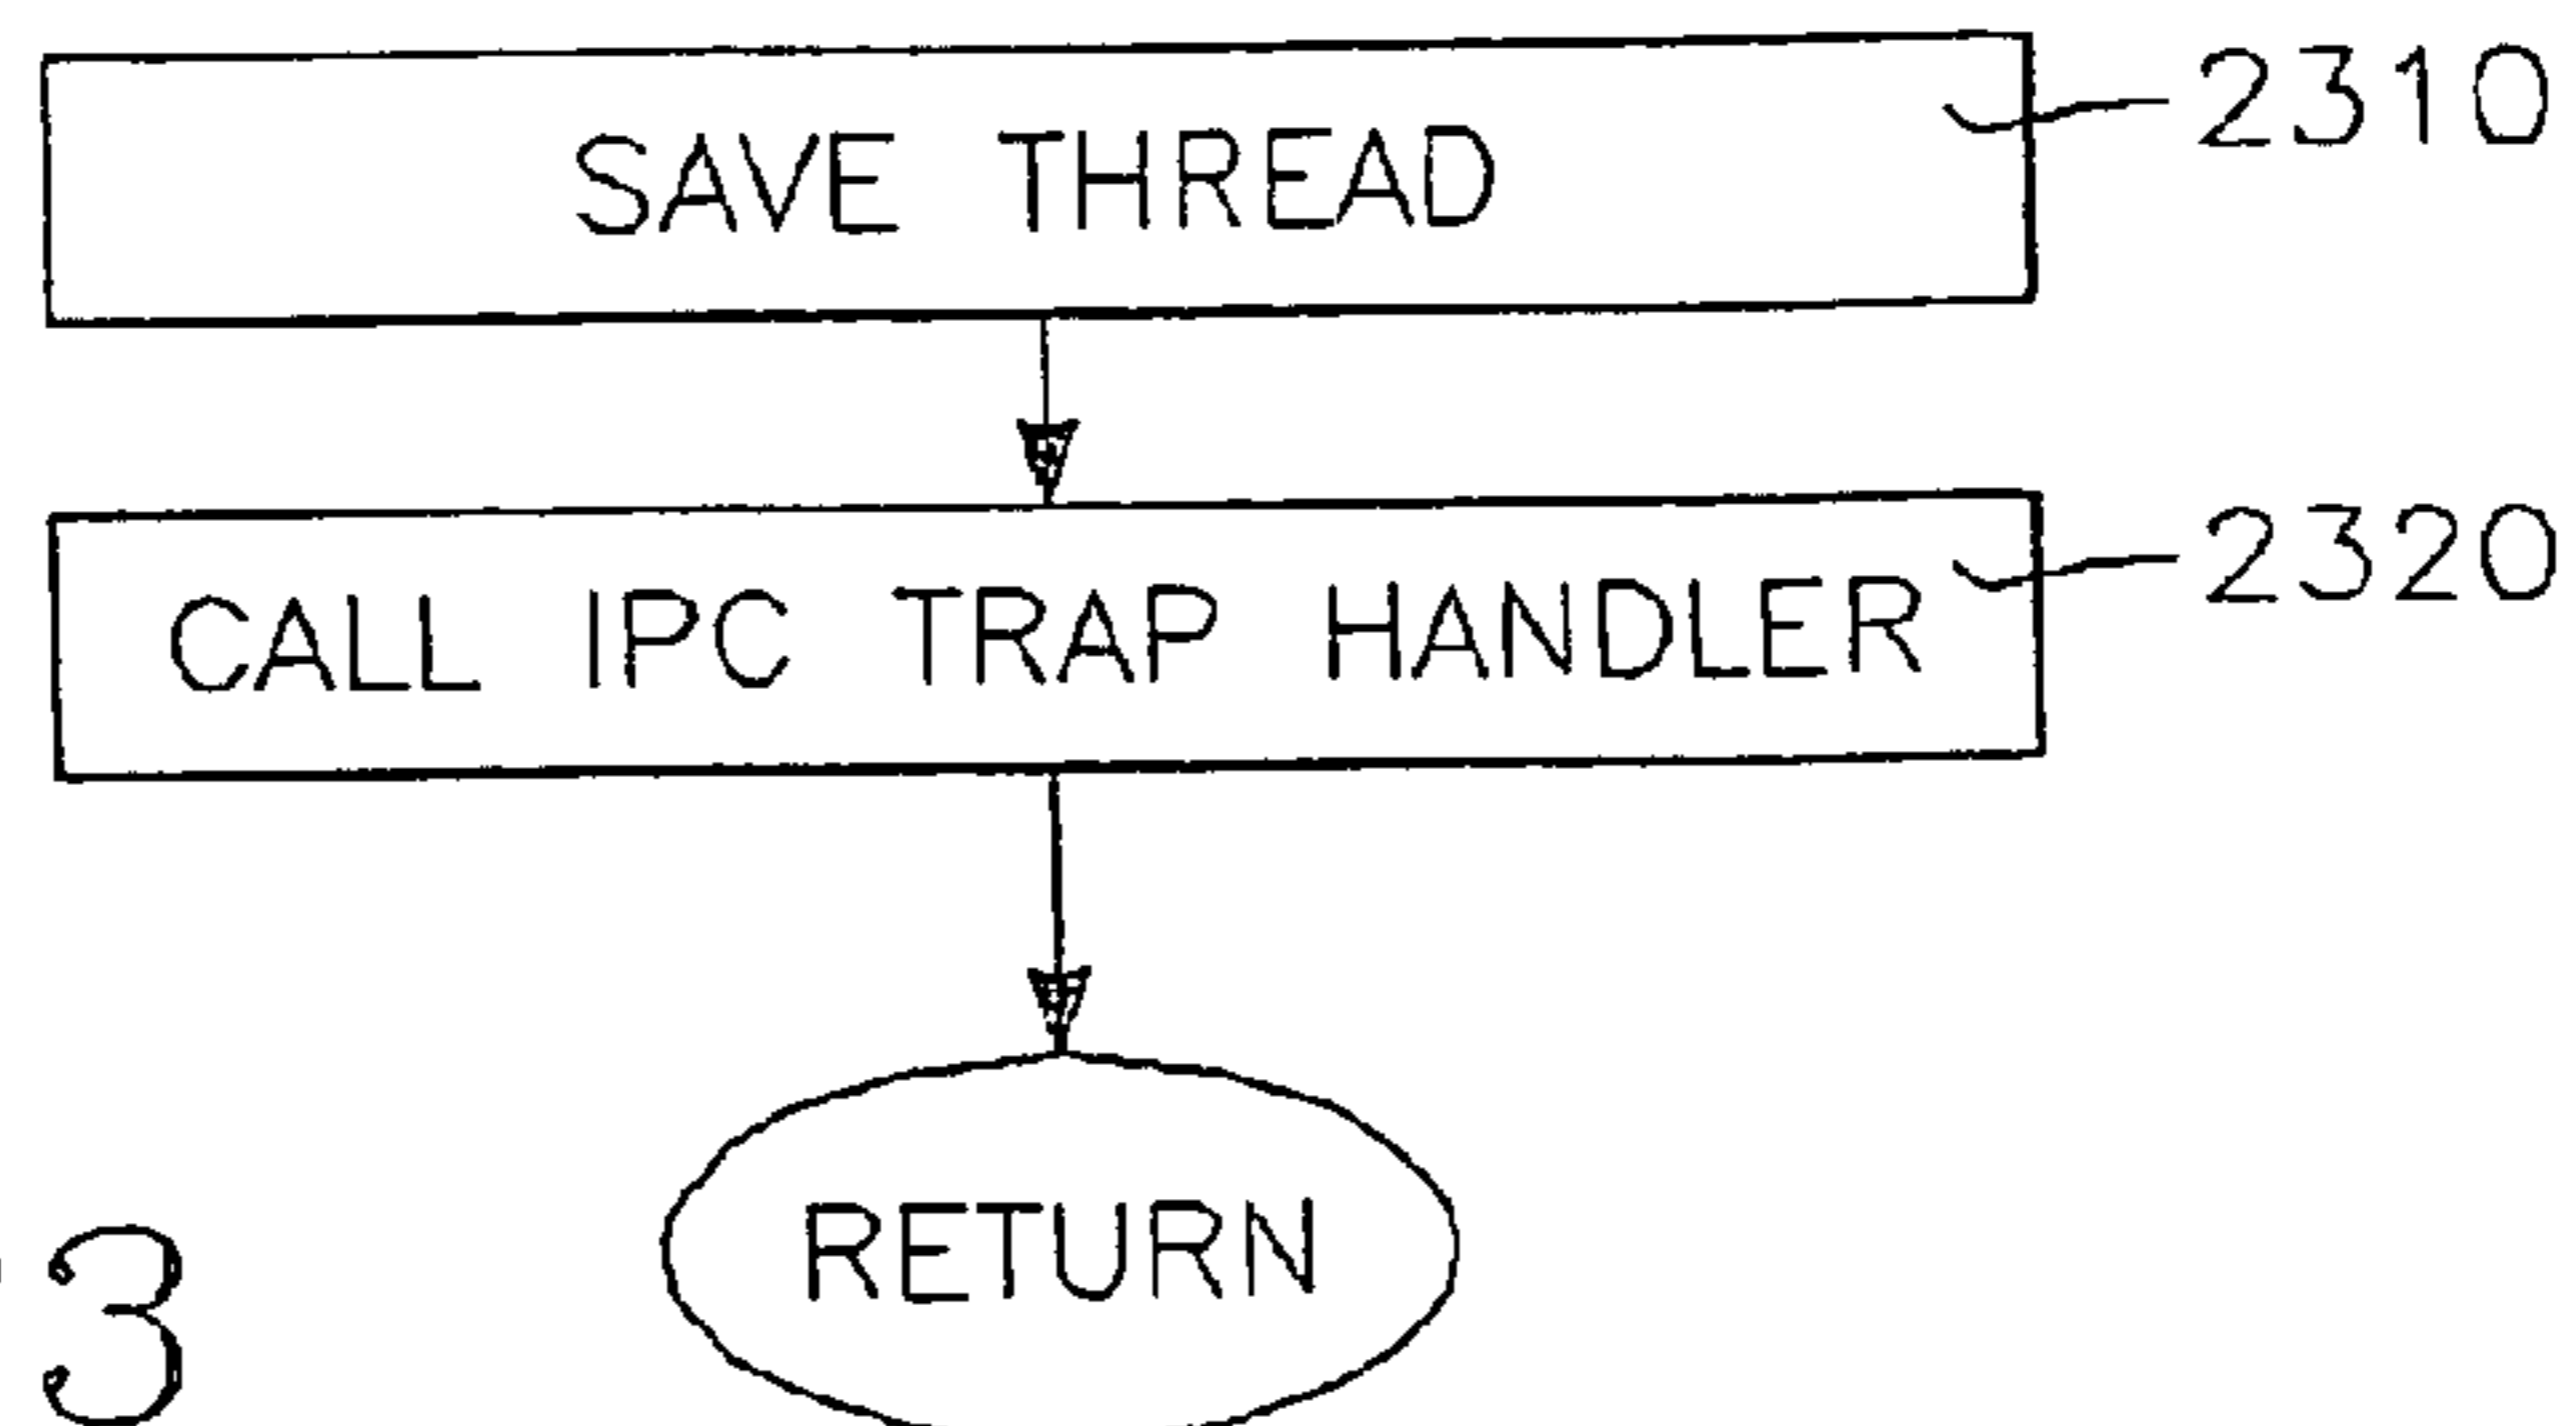 SAVE THREAD
2310
CALL IPC TRAP HANDLER
2320
RETURN
3